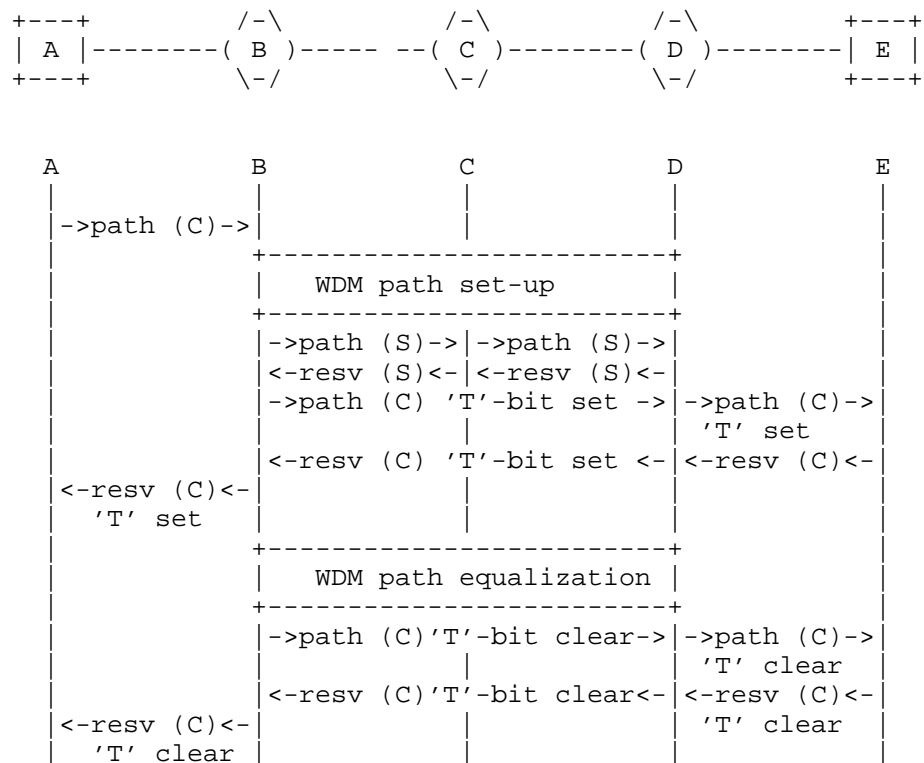 +---+           /-\             /-\             /-\           +---+
| A |--------( B )----- --( C )--------( D )--------| E |
+---+           \-/             \-/             \-/           +---+
A               B               C               D               E
|->path (C)->|
+--------------------------+
|   WDM path set-up        |
+--------------------------+
|->path (S)->|->path (S)->|
|<-resv (S)<-|<-resv (S)<-|
|->path (C) 'T'-bit set ->|->path (C)->|
'T' set
|<-resv (C) 'T'-bit set <-|<-resv (C)<-|
|<-resv (C)<-|
'T' set
+--------------------------+
|   WDM path equalization |
+--------------------------+
|->path (C)'T'-bit clear->|->path (C)->|
'T' clear
|<-resv (C)'T'-bit clear<-|<-resv (C)<-|
|<-resv (C)<-|               'T' clear
'T' clear